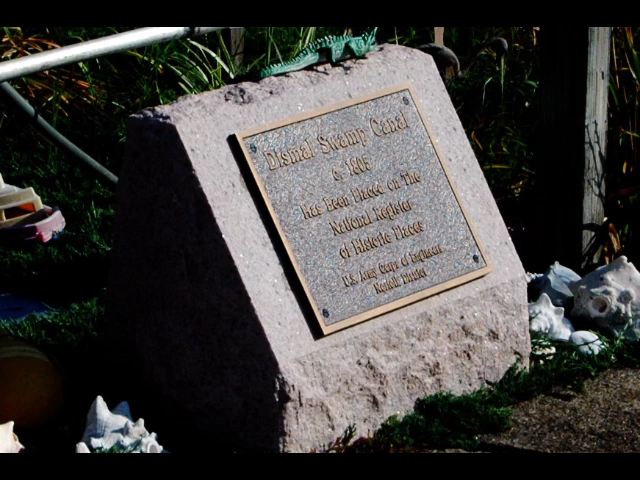 Dismal Swamp Canal
c. 1805
Has Been Placed on The
National Register
of Historic Places
U.S. Army Corps of Engineers
Norfolk District